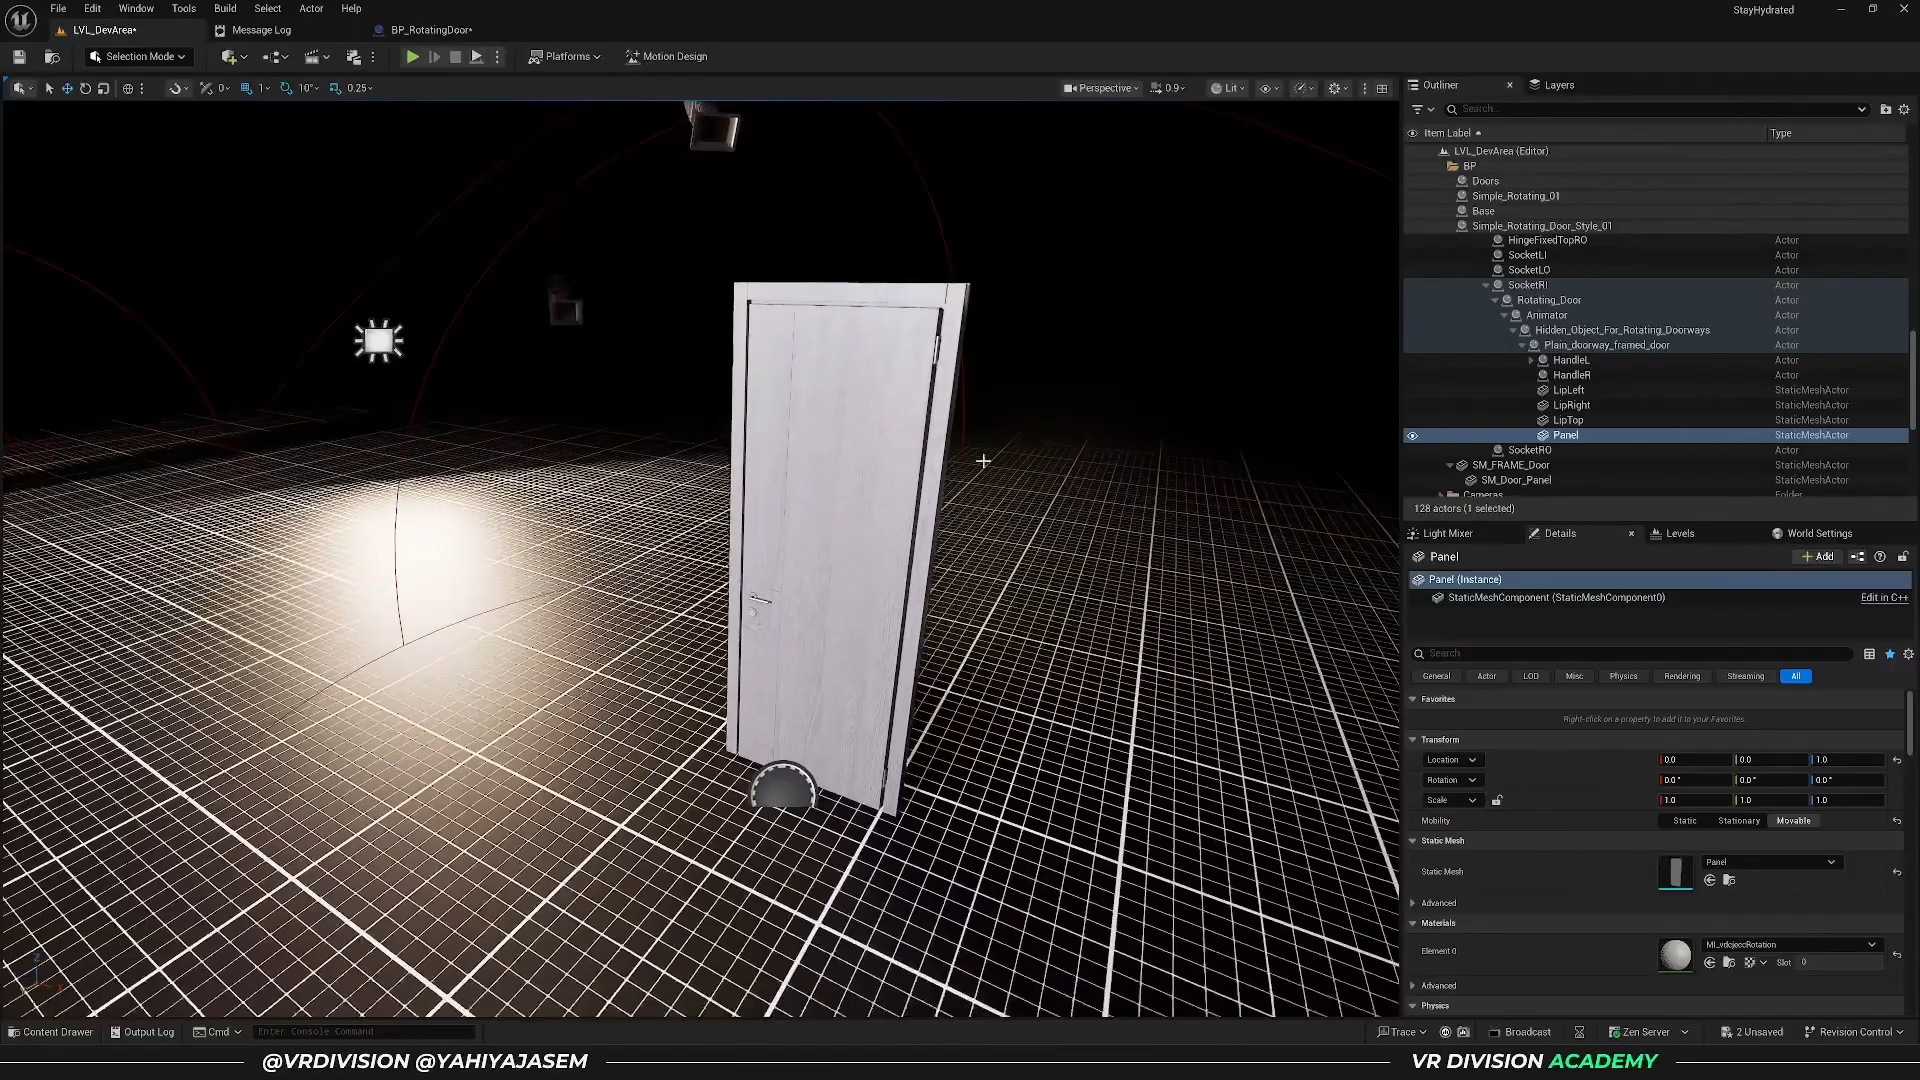 File Edit Window Tools Build Select Actor Help
StayHydrated
LVL_DevArea• Message Log BP_RotatingDoor•
Selection Mode Platforms Motion Design
0 1 10° 0.25 Perspective 0.9 Lit
Outliner Layers
Search...
Item Label Type
LVL_DevArea (Editor)
BP
Doors
Simple_Rotating_01
Base
Simple_Rotating_Door_Style_01
HingeFixedTopRO Actor
SocketLI Actor
SocketLO Actor
SocketRI Actor
Rotating_Door Actor
Animator Actor
Hidden_Object_For_Rotating_Doorways Actor
Plain_doorway_framed_door Actor
HandleL Actor
HandleR Actor
LipLeft StaticMeshActor
LipRight StaticMeshActor
LipTop StaticMeshActor
Panel StaticMeshActor
SocketRO Actor
SM_FRAME_Door StaticMeshActor
SM_Door_Panel StaticMeshActor
Cameras Folder
128 actors (1 selected)
Light Mixer Details Levels World Settings
Panel Add
Panel (Instance)
StaticMeshComponent (StaticMeshComponent0) Edit in C++
Search
General Actor LOD Misc Physics Rendering Streaming All
Favorites
Right-click on a property to add it to your Favorites.
Transform
Location 0.0 0.0 1.0
Rotation 0.0° 0.0° 0.0°
Scale 1.0 1.0 1.0
Mobility Static Stationary Movable
Static Mesh
Static Mesh Panel
Advanced
Materials
Element 0 MI_vdcjeccRotation
Slot 0
Advanced
Physics
Content Drawer Output Log Cmd Enter Console Command Trace Broadcast Zen Server 2 Unsaved Revision Control
@VRDIVISION @YAHIYAJASEM VR DIVISION ACADEMY